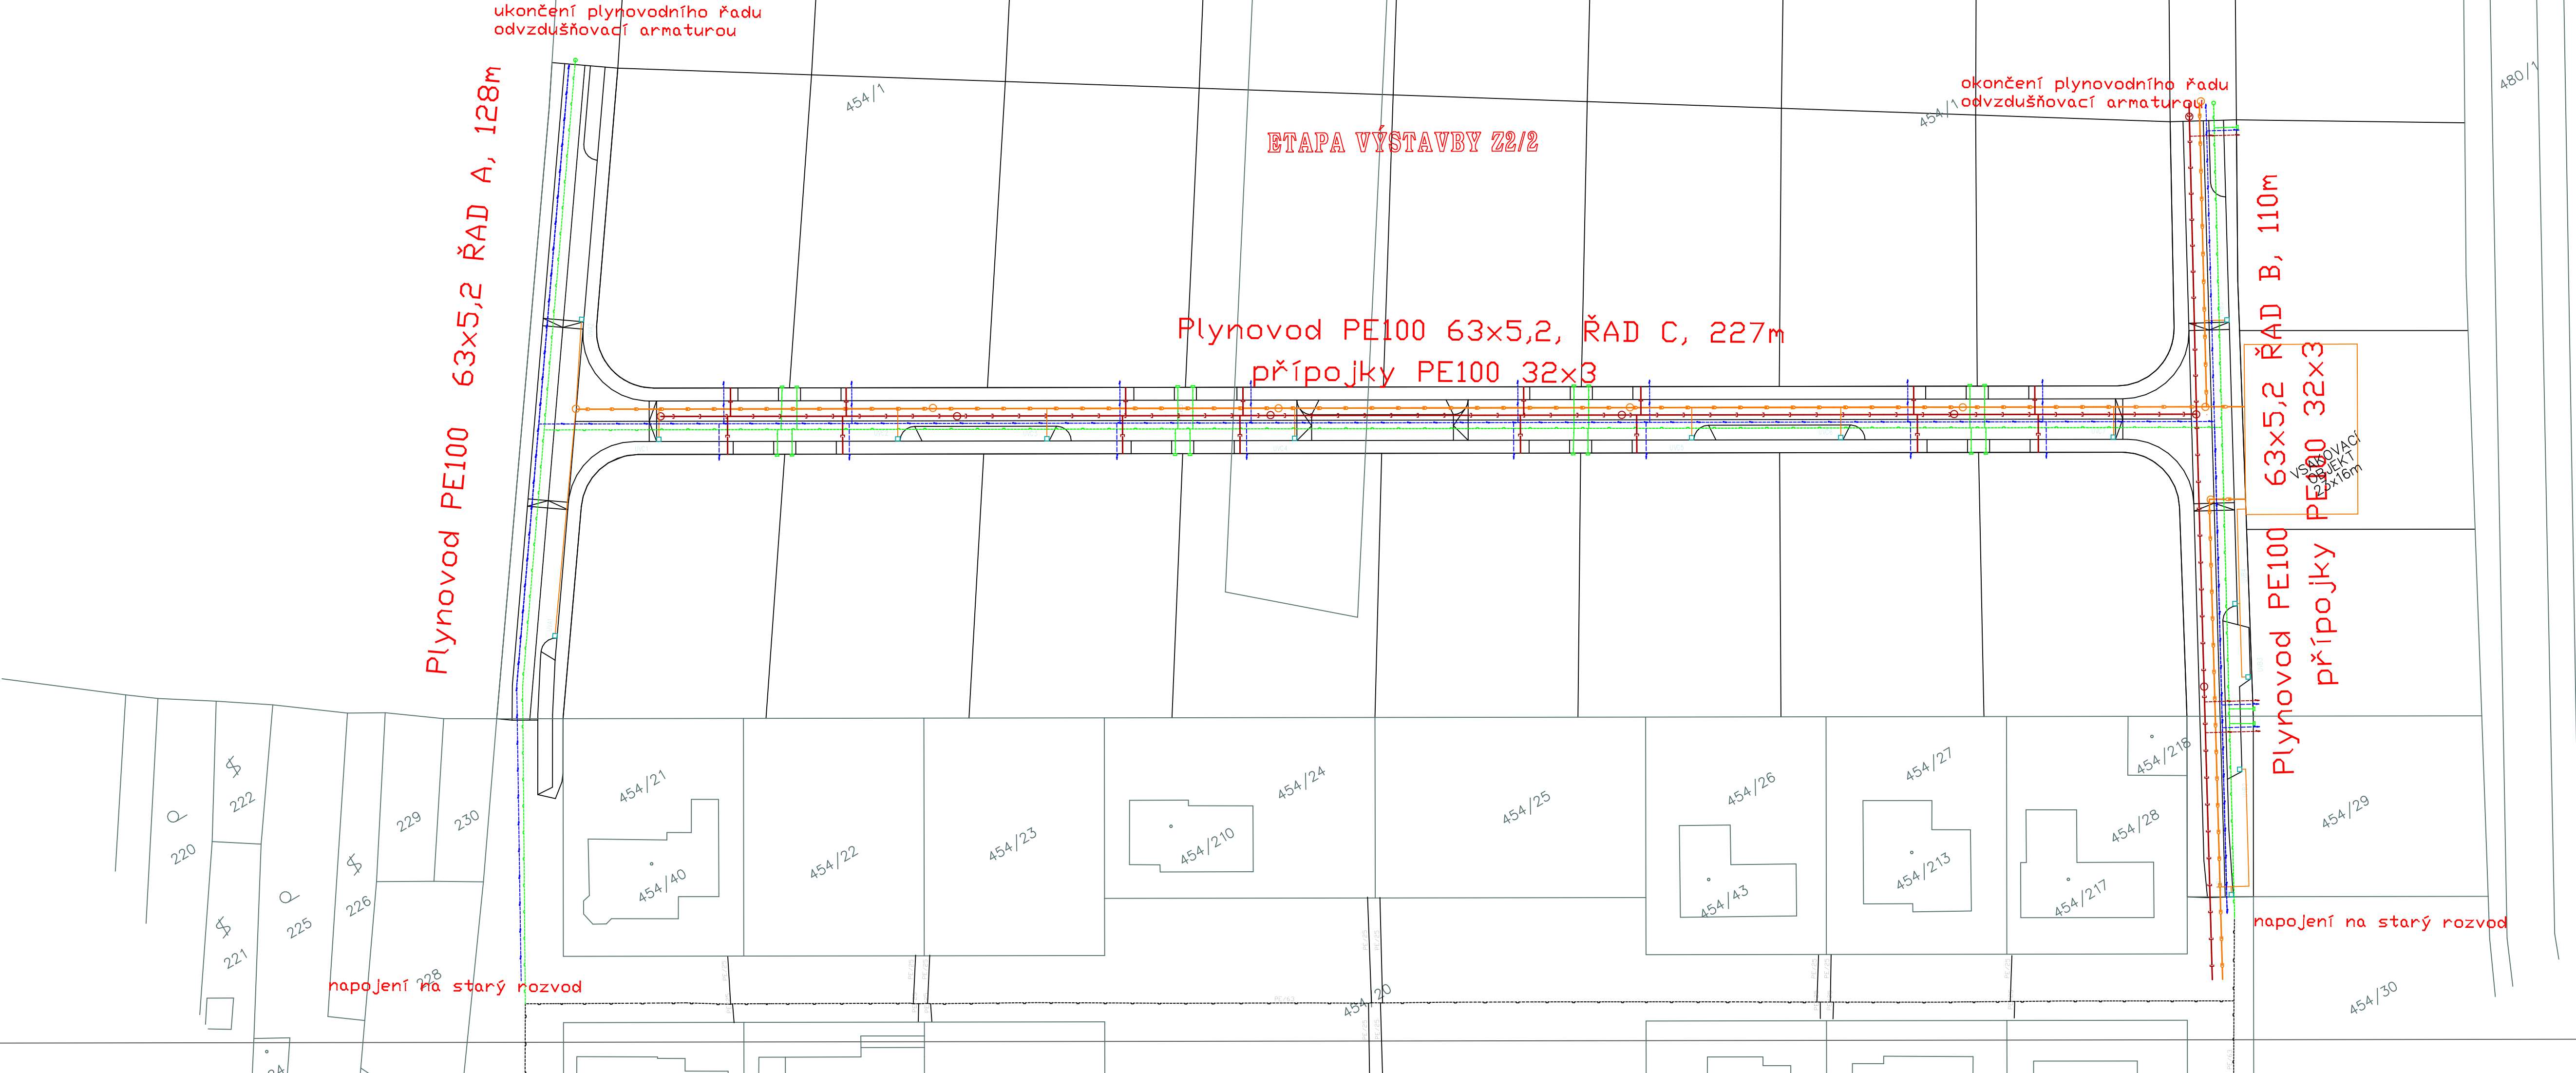 ukončení plynovodního řadu
odvzdušňovací armaturou
Plynovod PE100 63x5,2 ŘAD A, 128m
454/1
ETAPA VÝSTAVBY Z2/2
okončení plynovodního řadu
odvzdušňovací armaturou
454/1
480/1
Plynovod PE100 63x5,2, ŘAD C, 227m
přípojky PE100 32x3
Plynovod PE100 63x5,2 ŘAD B, 110m
přípojky PE100 32x3
VSAKOVACÍ
OBJEKT
23x16m
220
222
221
225
226
229
230
228
454/21
454/40
454/22
454/23
454/24
454/210
454/25
454/26
454/43
454/27
454/213
454/218
454/28
454/217
454/29
napojení na starý rozvod
napojení na starý rozvod
454/20
454/30